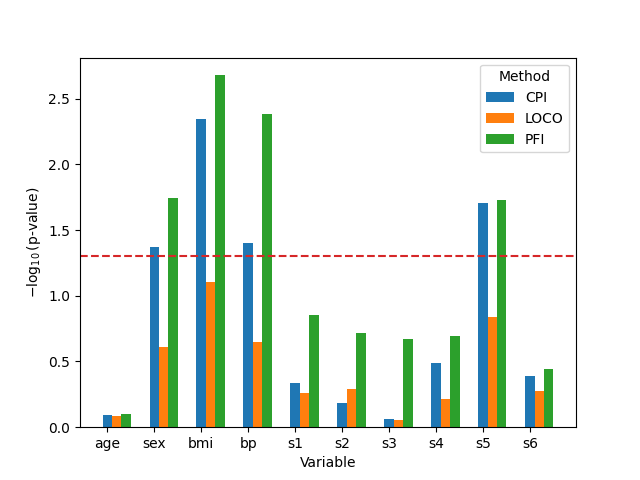 Method
CPI
LOCO
PFI
2.5
2.0
1.5
1.0
0.5
0.0
−log₁₀(p-value)
age sex bmi bp s1 s2 s3 s4 s5 s6
Variable